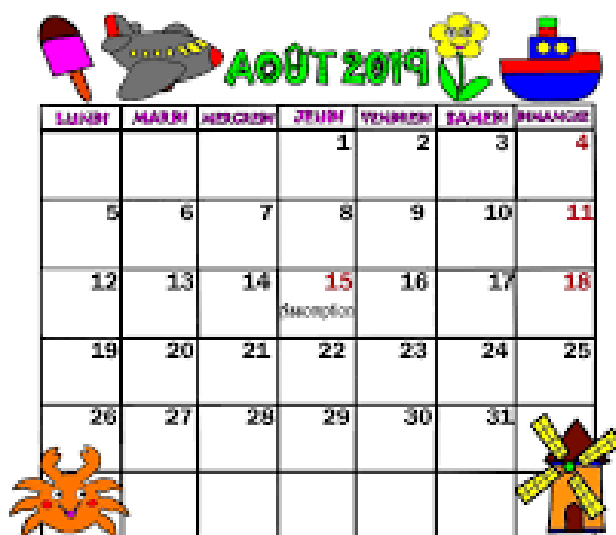 AOÛT 2019
LUNDI MARDI MERCREDI JEUDI VENDREDI SAMEDI DIMANCHE
1 2 3 4
5 6 7 8 9 10 11
12 13 14 15 16 17 18
Assomption
19 20 21 22 23 24 25
26 27 28 29 30 31